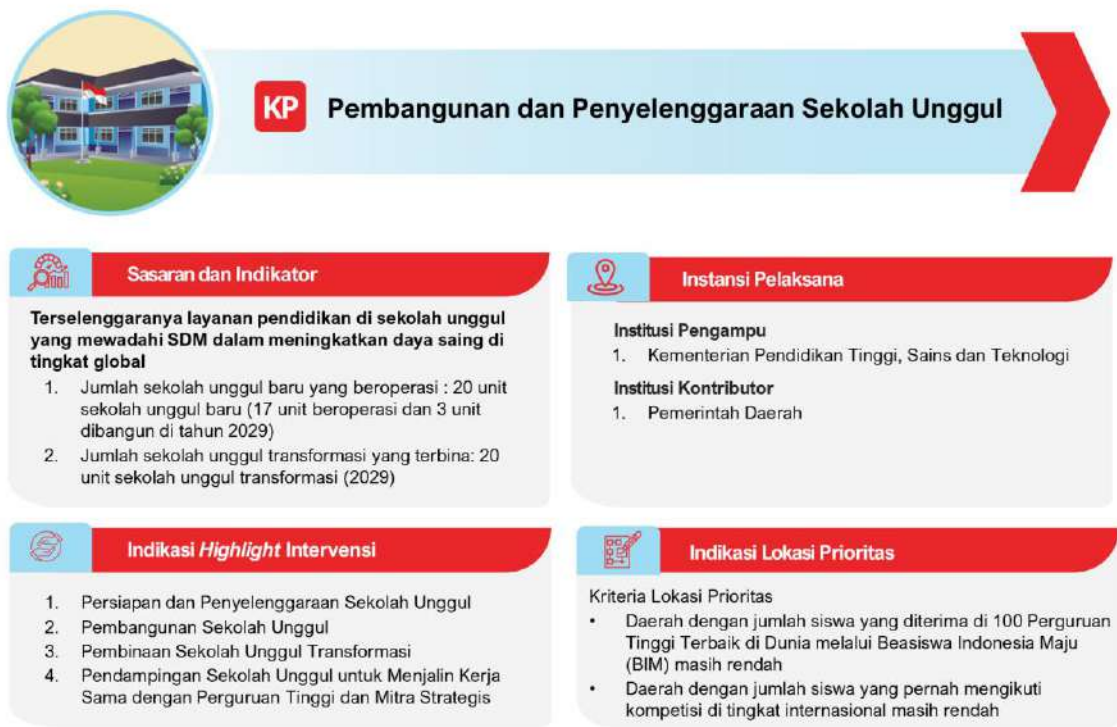 KP Pembangunan dan Penyelenggaraan Sekolah Unggul
Sasaran dan Indikator
Terselenggaranya layanan pendidikan di sekolah unggul
yang mewadahi SDM dalam meningkatkan daya saing di
tingkat global
1. Jumlah sekolah unggul baru yang beroperasi : 20 unit
sekolah unggul baru (17 unit beroperasi dan 3 unit
dibangun di tahun 2029)
2. Jumlah sekolah unggul transformasi yang terbina: 20
unit sekolah unggul transformasi (2029)
Instansi Pelaksana
Institusi Pengampu
1. Kementerian Pendidikan Tinggi, Sains dan Teknologi
Institusi Kontributor
1. Pemerintah Daerah
Indikasi Highlight Intervensi
1. Persiapan dan Penyelenggaraan Sekolah Unggul
2. Pembangunan Sekolah Unggul
3. Pembinaan Sekolah Unggul Transformasi
4. Pendampingan Sekolah Unggul untuk Menjalin Kerja
Sama dengan Perguruan Tinggi dan Mitra Strategis
Indikasi Lokasi Prioritas
Kriteria Lokasi Prioritas
• Daerah dengan jumlah siswa yang diterima di 100 Perguruan
Tinggi Terbaik di Dunia melalui Beasiswa Indonesia Maju
(BIM) masih rendah
• Daerah dengan jumlah siswa yang pernah mengikuti
kompetisi di tingkat internasional masih rendah